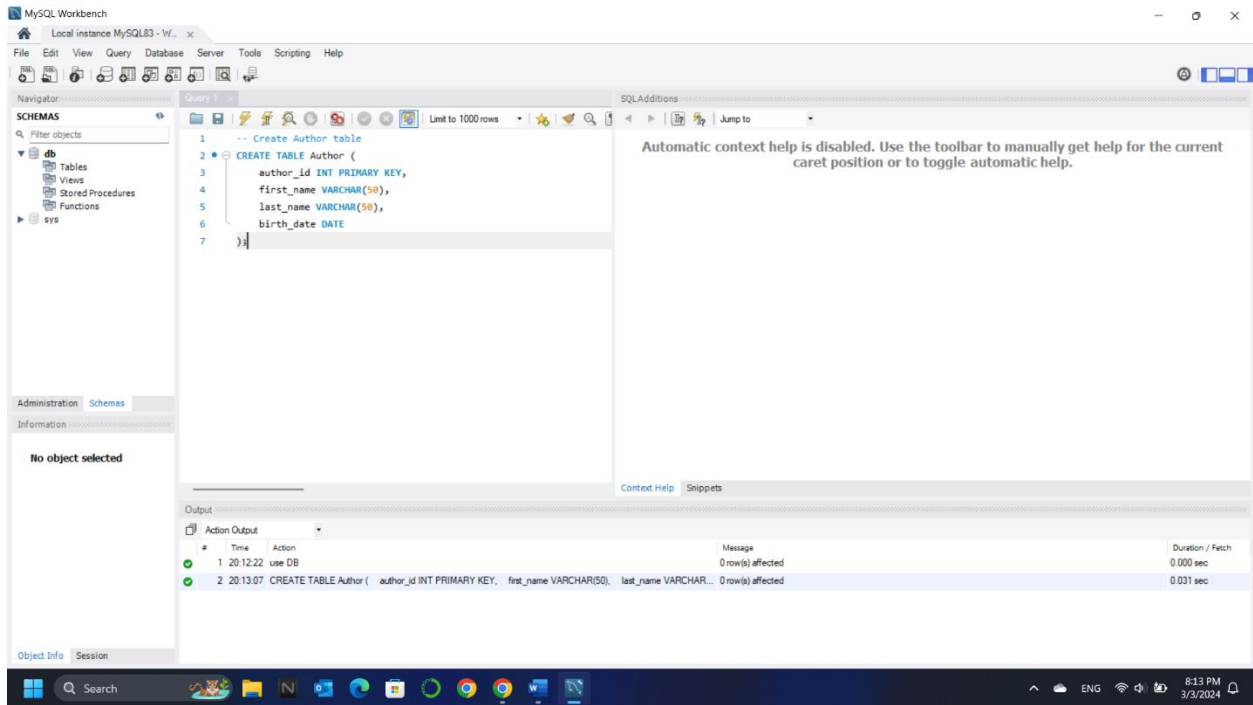 MySQL Workbench
Local instance MySQL83 - W...
File Edit View Query Database Server Tools Scripting Help
Navigator
SCHEMAS
Filter objects
db
Tables
Views
Stored Procedures
Functions
sys
Administration Schemas
Information
No object selected
Object Info Session
Query 1
Limit to 1000 rows
1 -- Create Author table
2 CREATE TABLE Author (
3 author_id INT PRIMARY KEY,
4 first_name VARCHAR(50),
5 last_name VARCHAR(50),
6 birth_date DATE
7 );
SQLAdditions
Jump to
Automatic context help is disabled. Use the toolbar to manually get help for the current
caret position or to toggle automatic help.
Context Help Snippets
Output
Action Output
# Time Action Message Duration / Fetch
1 20:12:22 use DB 0 row(s) affected 0.000 sec
2 20:13:07 CREATE TABLE Author ( author_id INT PRIMARY KEY, first_name VARCHAR(50), last_name VARCHAR... 0 row(s) affected 0.031 sec
Search
ENG
8:13 PM
3/3/2024